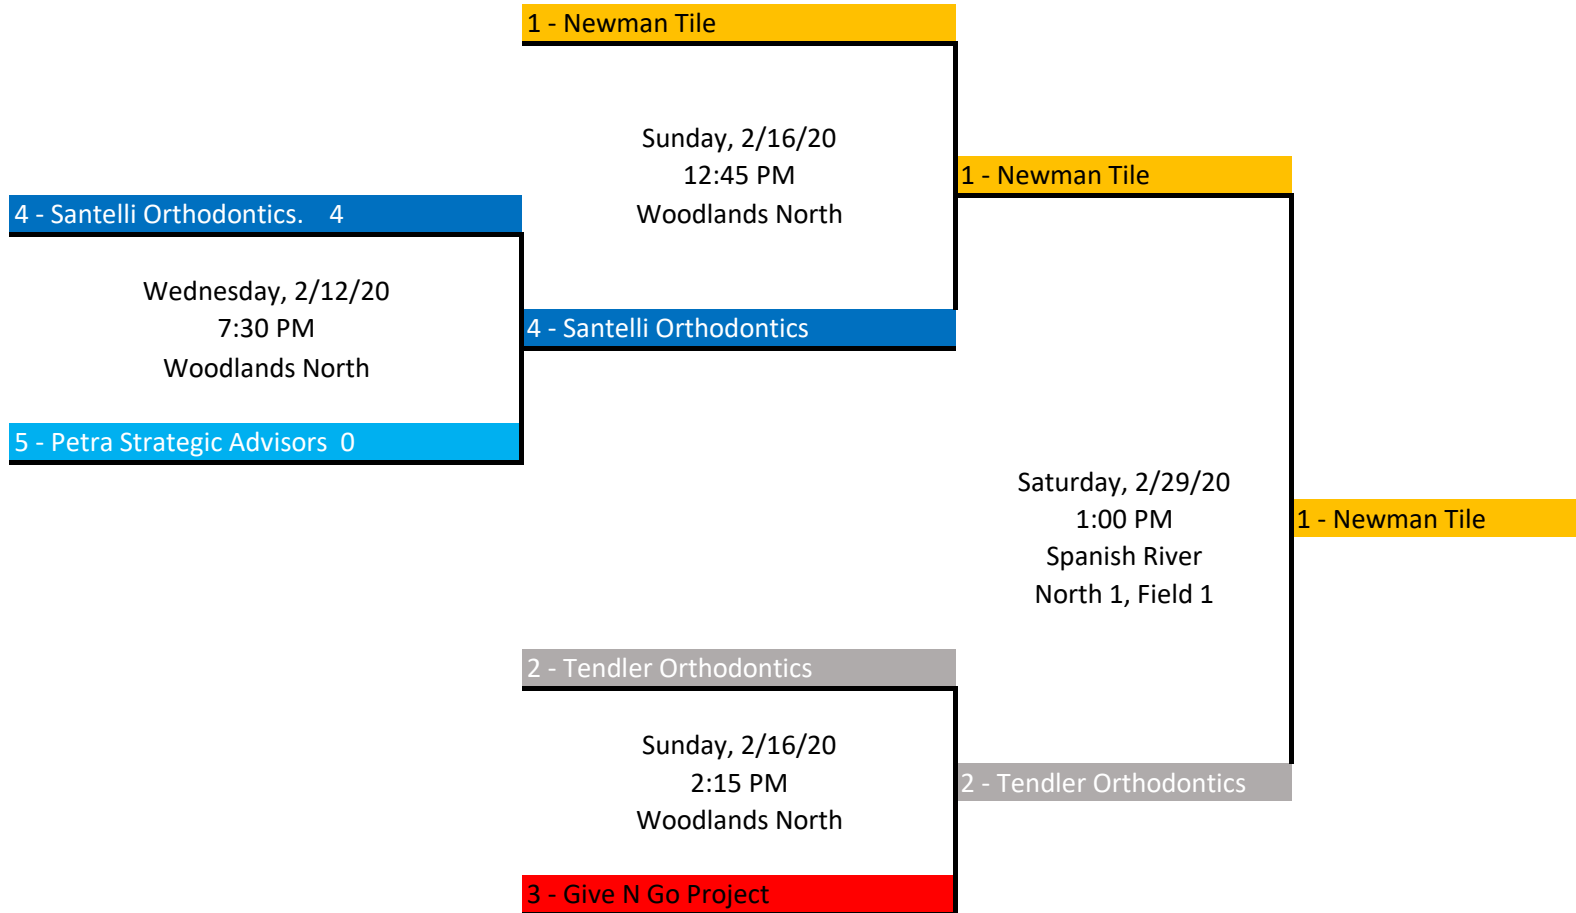 1 - Newman Tile
Sunday, 2/16/20
12:45 PM
Woodlands North
1 - Newman Tile
4 - Santelli Orthodontics.    4
Wednesday, 2/12/20
7:30 PM
Woodlands North
4 - Santelli Orthodontics
5 - Petra Strategic Advisors  0
Saturday, 2/29/20
1:00 PM
Spanish River
North 1, Field 1
1 - Newman Tile
2 - Tendler Orthodontics
Sunday, 2/16/20
2:15 PM
Woodlands North
2 - Tendler Orthodontics
3 - Give N Go Project